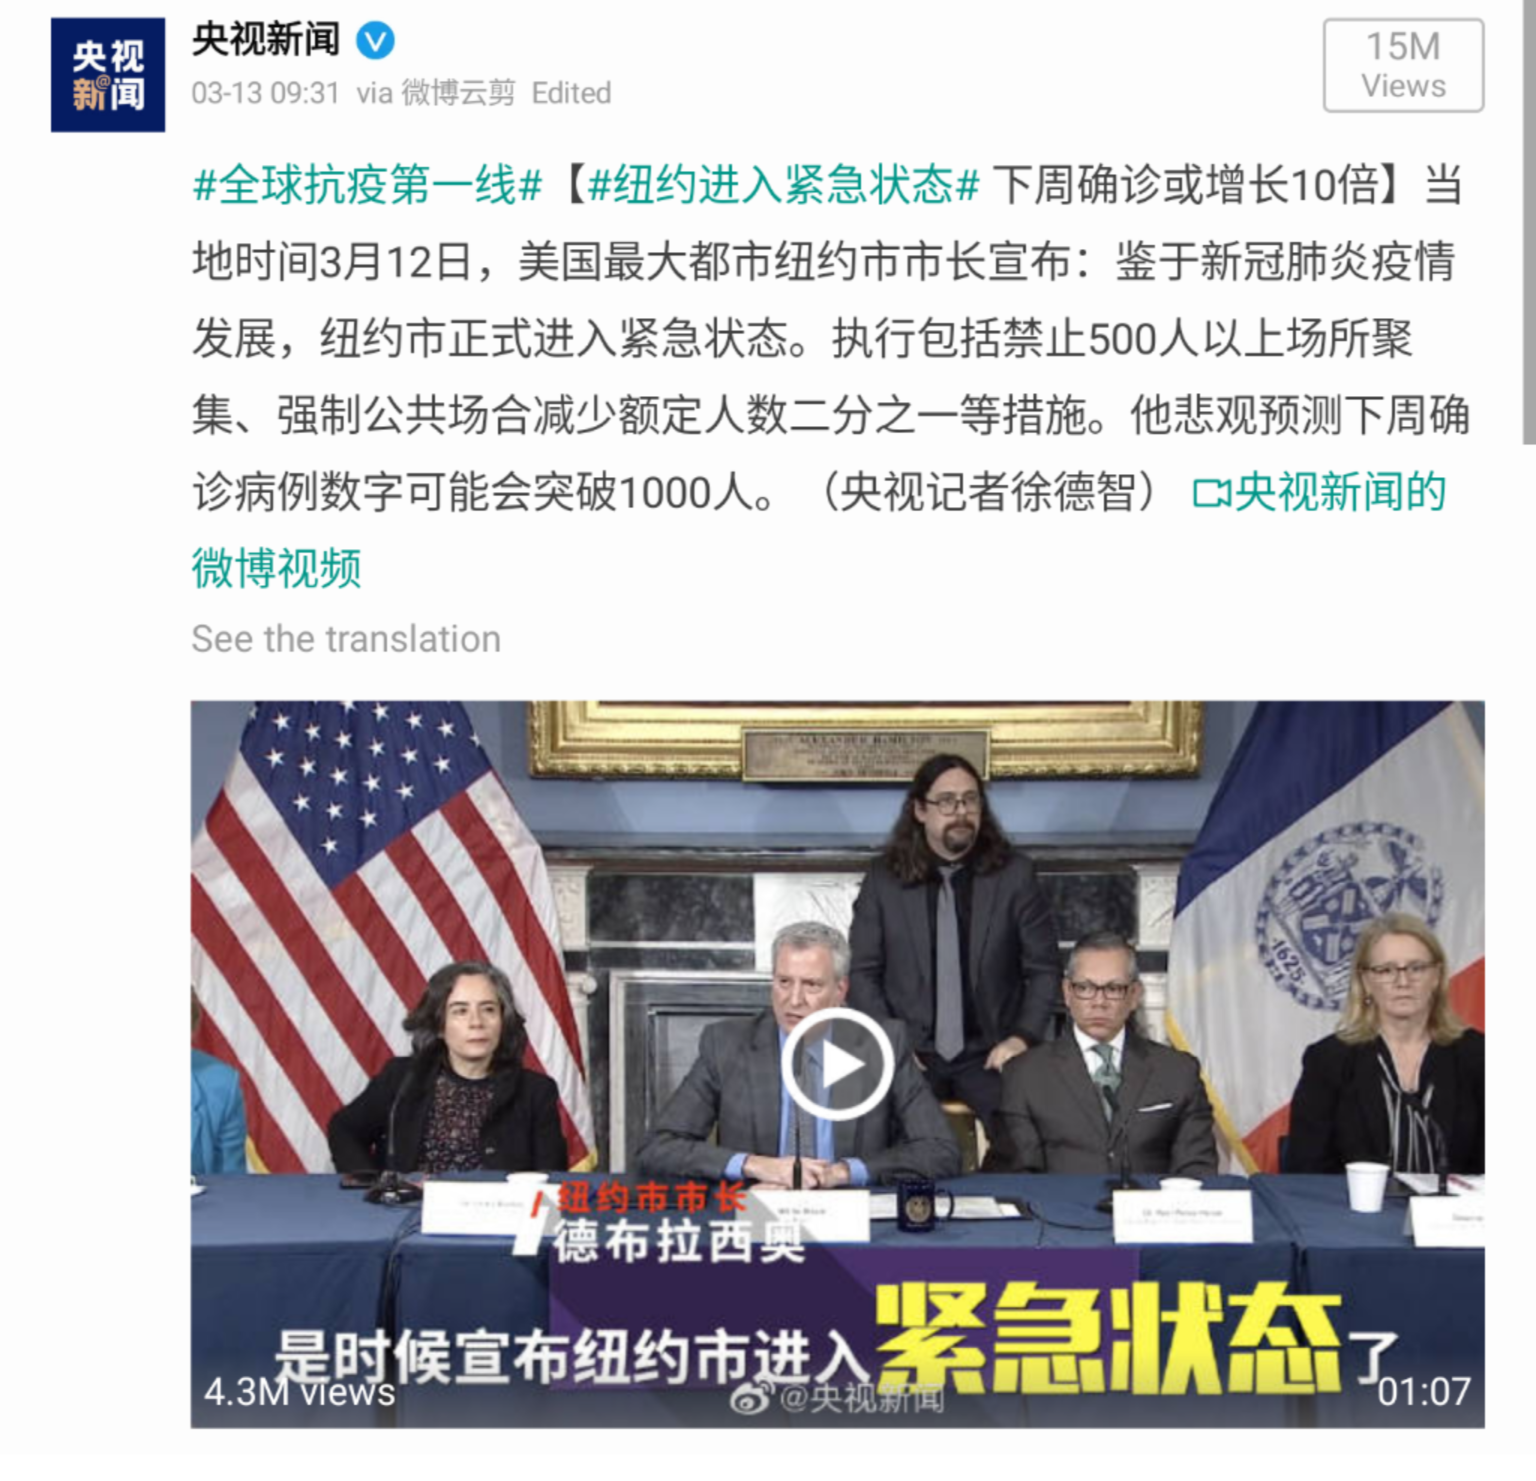 央视
新@闻
央视新闻
03-13 09:31 via 微博云剪 Edited
15M
Views
#全球抗疫第一线#【#纽约进入紧急状态# 下周确诊或增长10倍】当
地时间3月12日，美国最大都市纽约市市长宣布：鉴于新冠肺炎疫情
发展，纽约市正式进入紧急状态。执行包括禁止500人以上场所聚
集、强制公共场合减少额定人数二分之一等措施。他悲观预测下周确
诊病例数字可能会突破1000人。（央视记者徐德智） 央视新闻的
微博视频
See the translation
ALEXANDER HAMILTON
1625
纽约市市长
德布拉西奥
是时候宣布纽约市进入紧急状态了
4.3M views
@央视新闻
01:07